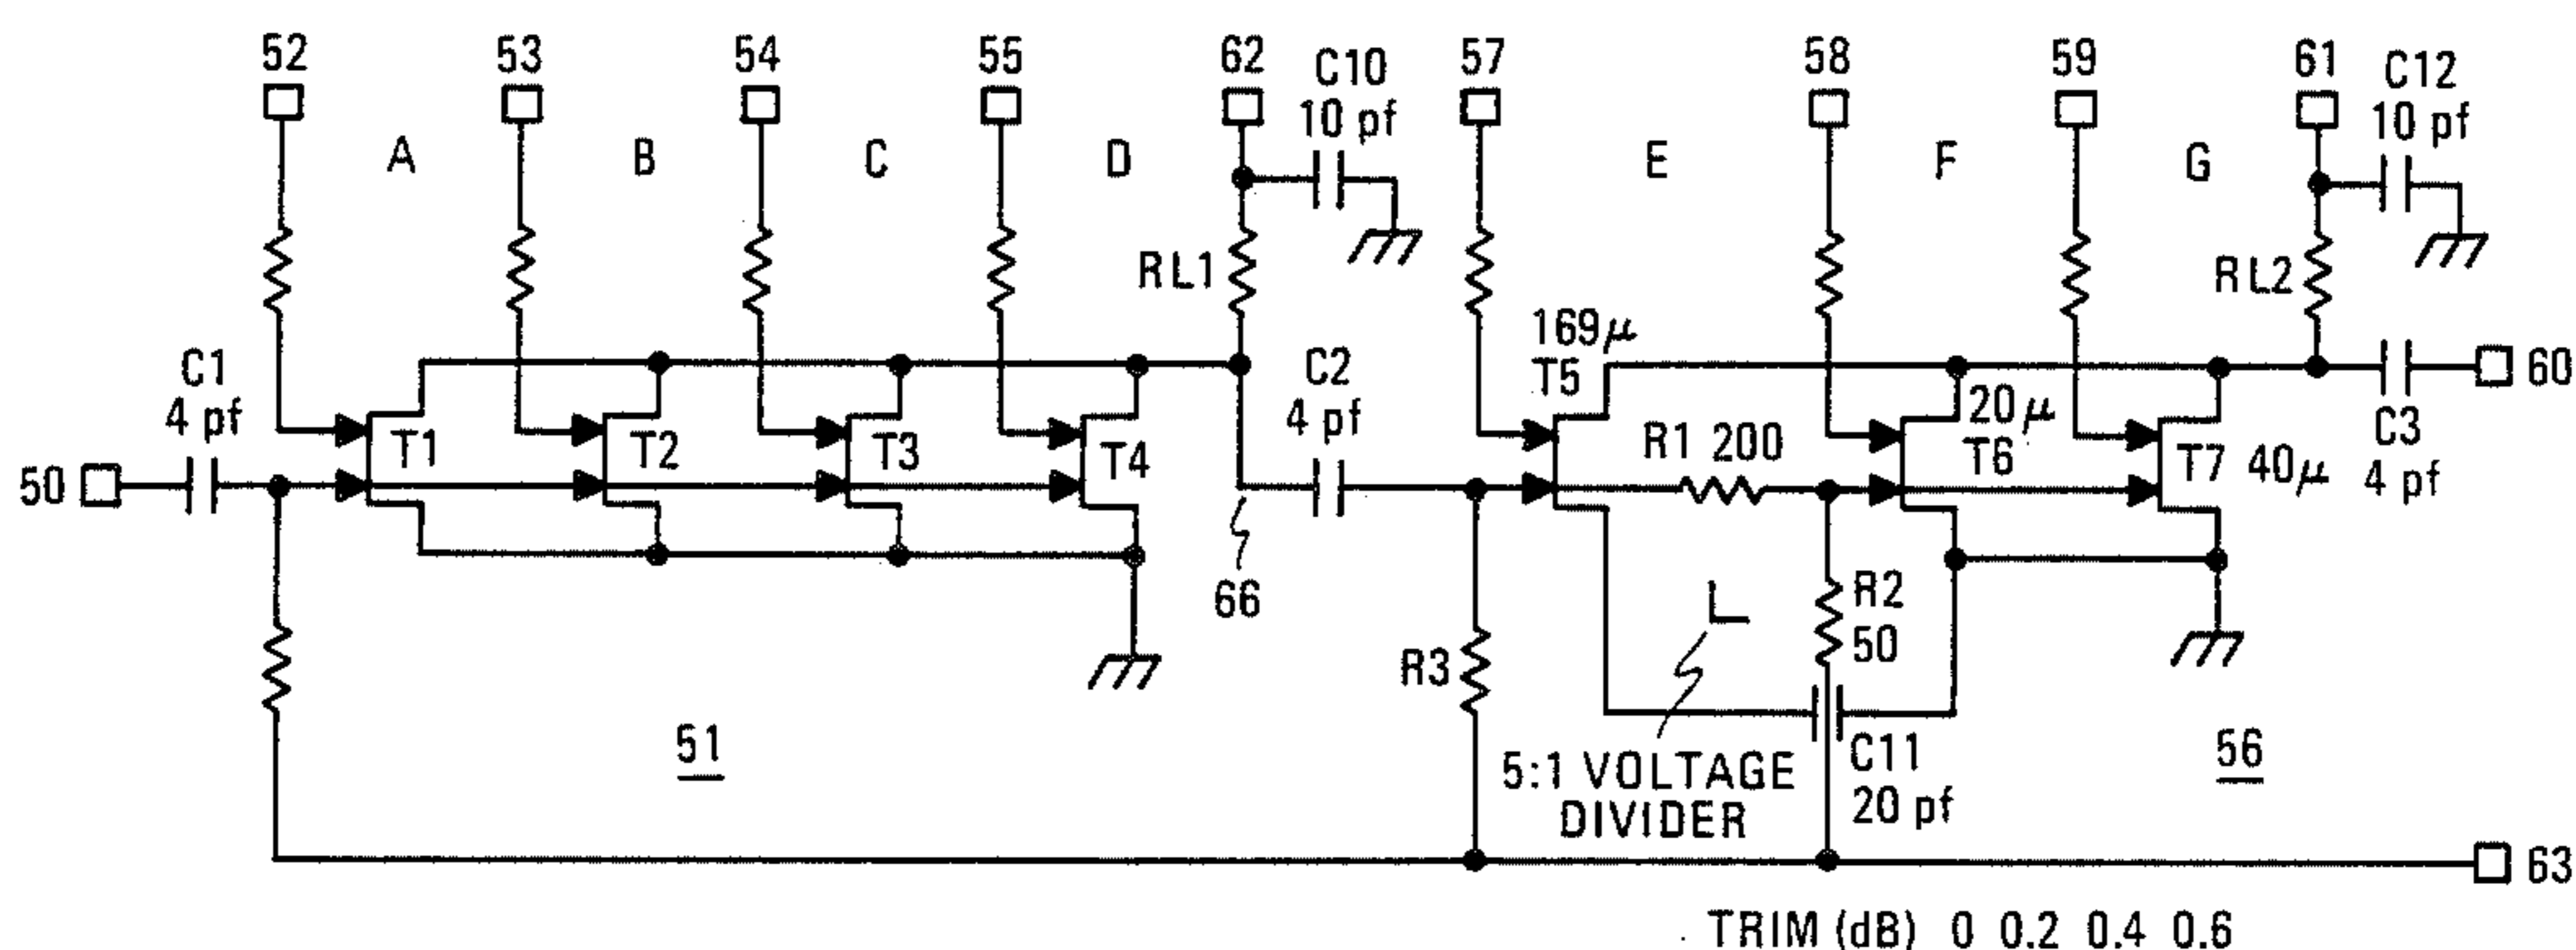 52 53 54 55 62 C10 57 58 59 61 C12
10 pf 10 pf
A B C D E F G
RL1 RL2
C1
4 pf
C2
4 pf
169μ
T5
20μ
T6
R1 200
C3
4 pf
50 T1 T2 T3 T4 T7 40μ 60
66
L
R2
50
R3
51
5:1 VOLTAGE
DIVIDER
C11
20 pf
56
63
TRIM (dB) 0 0.2 0.4 0.6